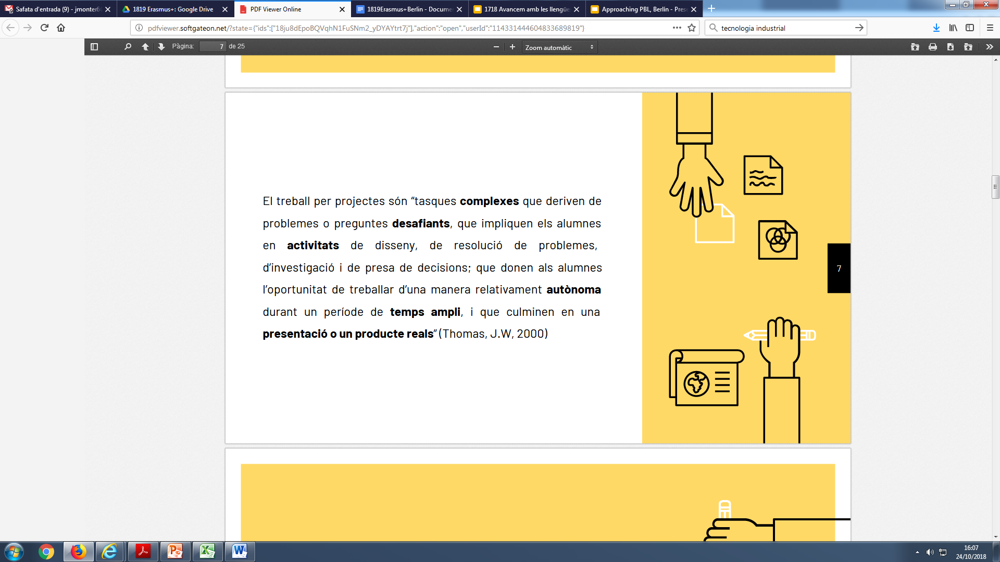 Safata d'entrada (9) - jmonter6
1819 Erasmus+: Google Drive
PDF Viewer Online
1819Erasmus+Berlin - Docume
1718 Avancem amb les llengüe
Approaching PBL, Berlín - Pres
pdfviewer.softgateon.net/?state={"ids":["18ju8dEpoBQVqhN1FuSNm2_yDYAYtrt7j"],"action":"open","userId":"114331444604833689819"}
tecnologia industrial
Pàgina: 7 de 25
Zoom automàtic
El treball per projectes són “tasques complexes que deriven de
problemes o preguntes desafiants, que impliquen els alumnes
en activitats de disseny, de resolució de problemes,
d’investigació i de presa de decisions; que donen als alumnes
l’oportunitat de treballar d’una manera relativament autònoma
durant un període de temps ampli, i que culminen en una
presentació o un producte reals” (Thomas, J.W, 2000)
7
16:07
24/10/2018